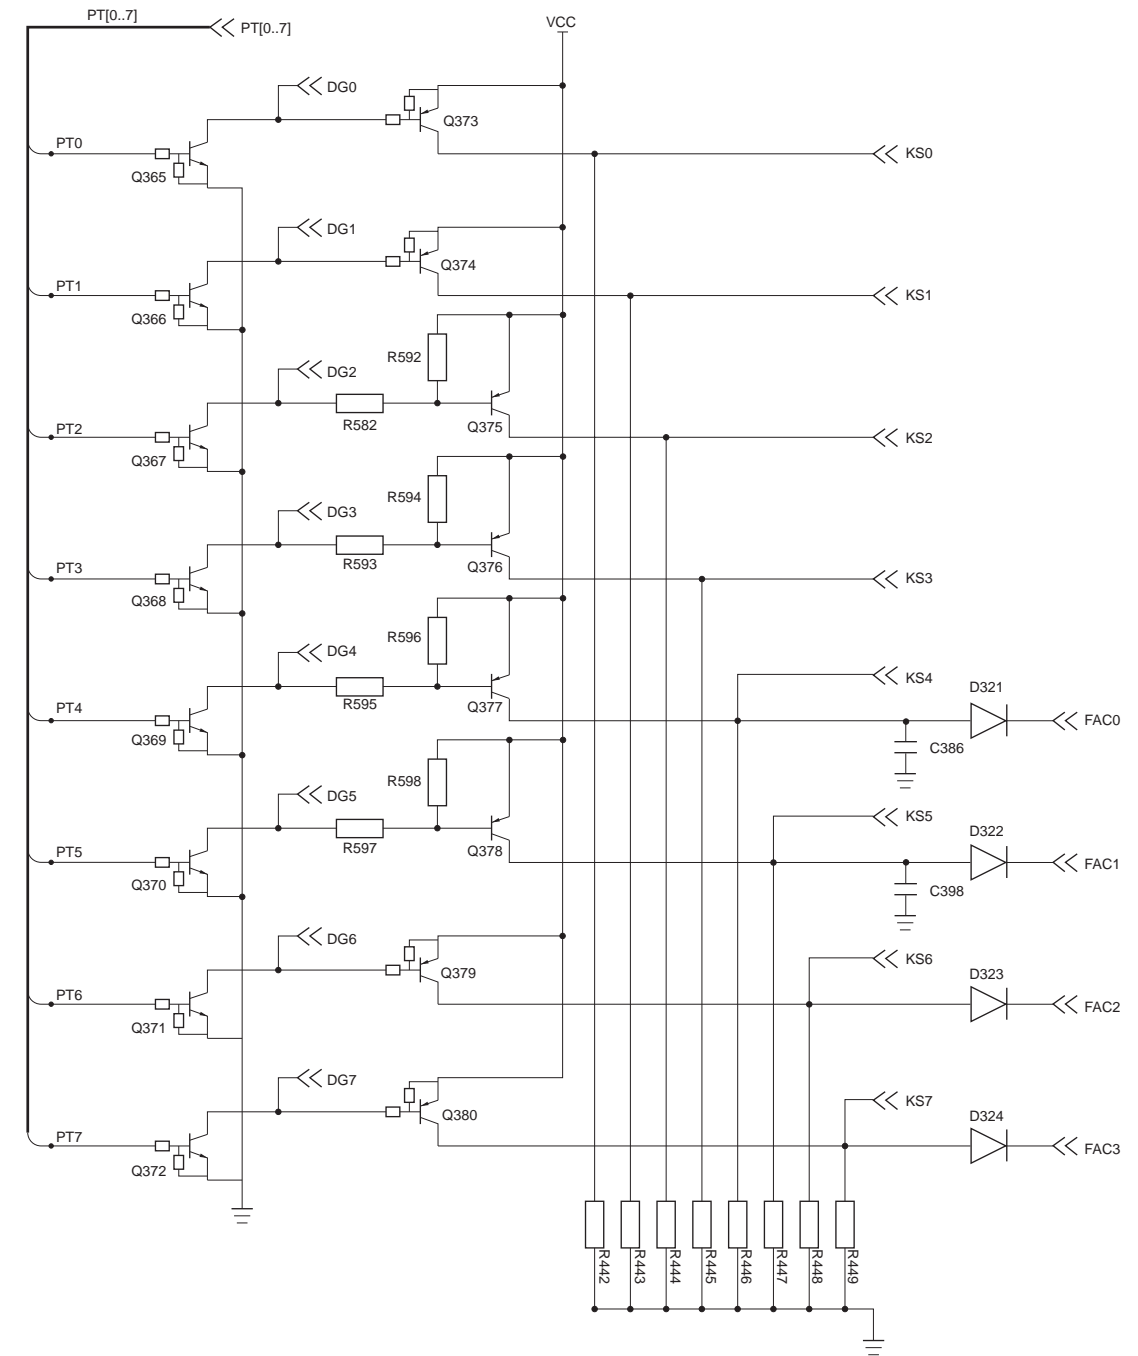 PT[0..7]
PT[0..7]
VCC
DG0
Q373
PT0
KS0
Q365
DG1
Q374
PT1
KS1
Q366
R592
DG2
R582
Q375
PT2
KS2
Q367
R594
DG3
R593
Q376
PT3
KS3
Q368
R596
DG4
R595
Q377
KS4
D321
PT4
FAC0
Q369
C386
R598
DG5
R597
Q378
KS5
D322
PT5
FAC1
Q370
C398
DG6
Q379
KS6
D323
PT6
FAC2
Q371
DG7
Q380
KS7
D324
PT7
FAC3
Q372
R442
R443
R444
R445
R446
R447
R448
R449